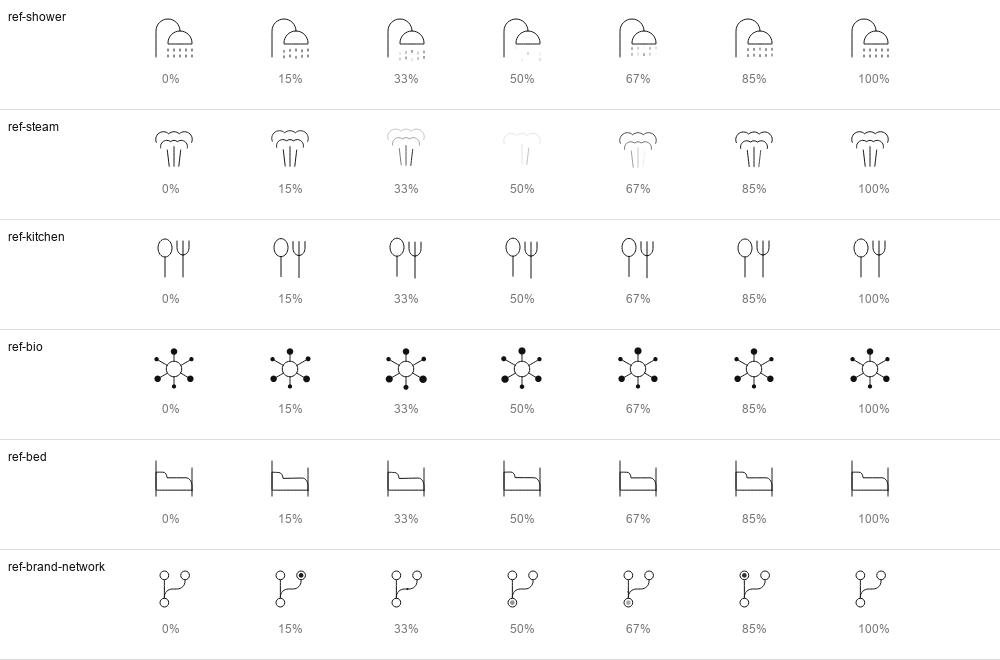 ref-shower
0% 15% 33% 50% 67% 85% 100%
ref-steam
0% 15% 33% 50% 67% 85% 100%
ref-kitchen
0% 15% 33% 50% 67% 85% 100%
ref-bio
0% 15% 33% 50% 67% 85% 100%
ref-bed
0% 15% 33% 50% 67% 85% 100%
ref-brand-network
0% 15% 33% 50% 67% 85% 100%